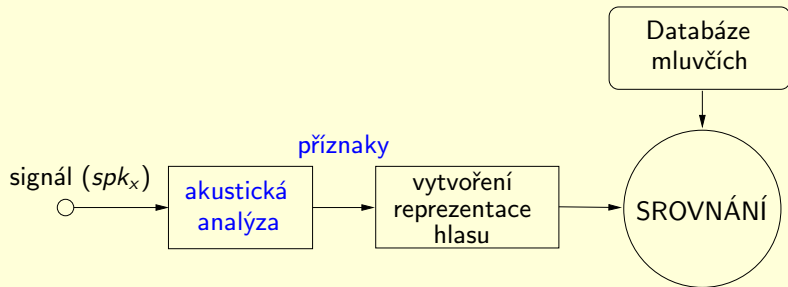 Databáze
mluvčích
příznaky
signál (spkₓ)
akustická
analýza
vytvoření
reprezentace
hlasu
SROVNÁNÍ